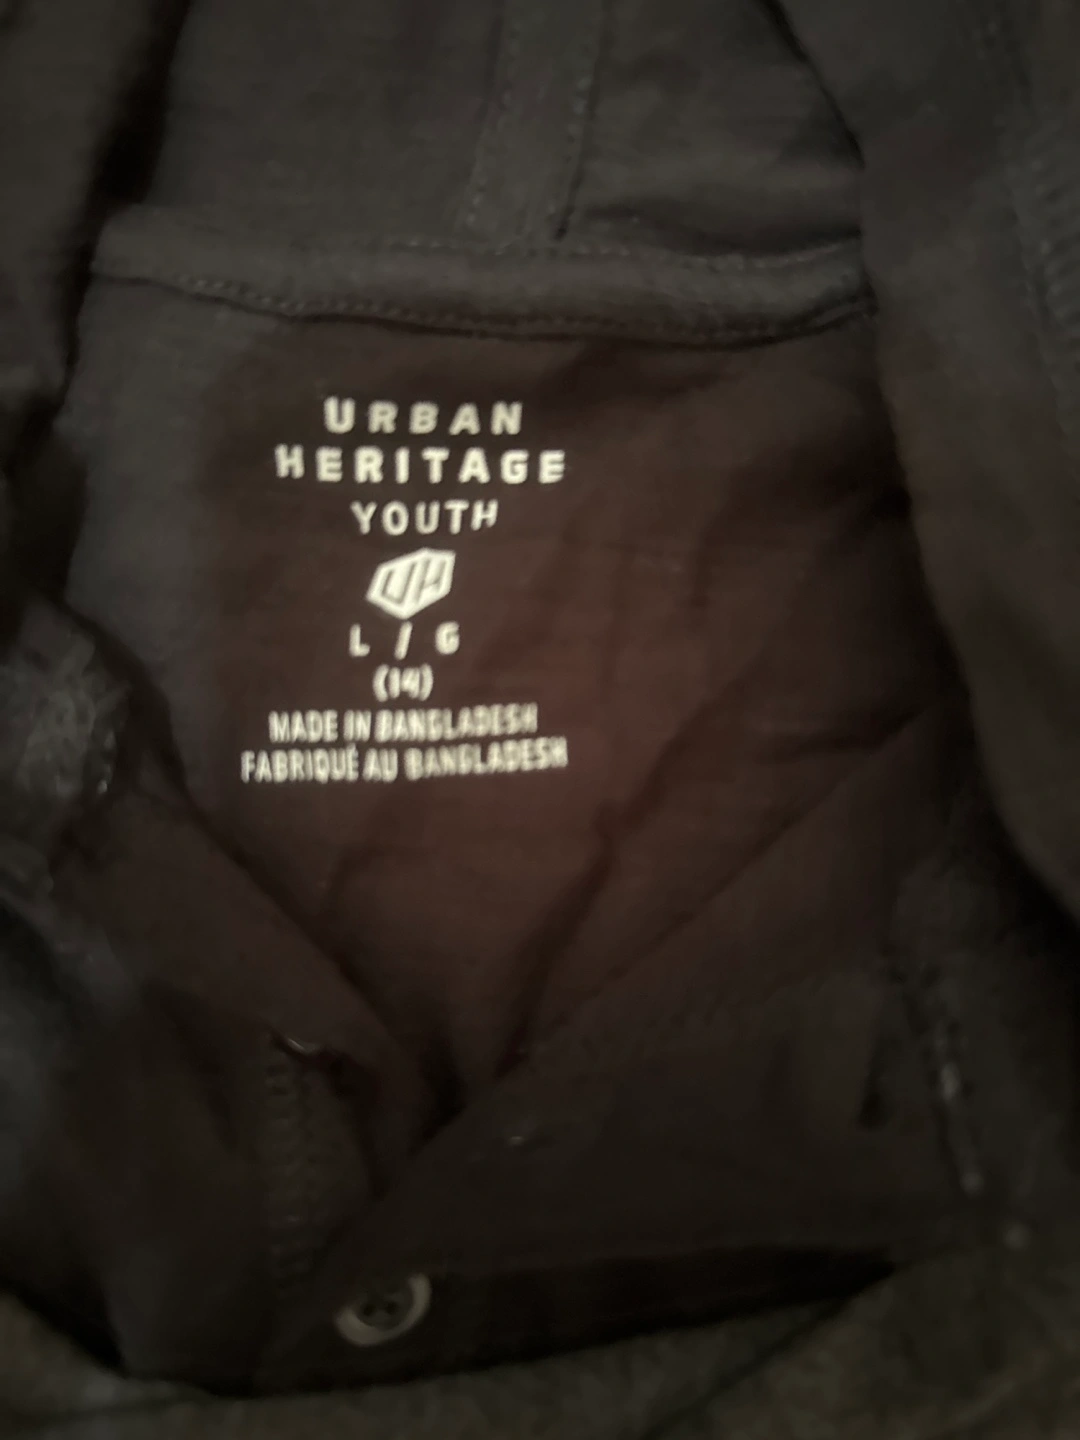 URBAN
HERITAGE
YOUTH
UH
L / G
(14)
MADE IN BANGLADESH
FABRIQUÉ AU BANGLADESH